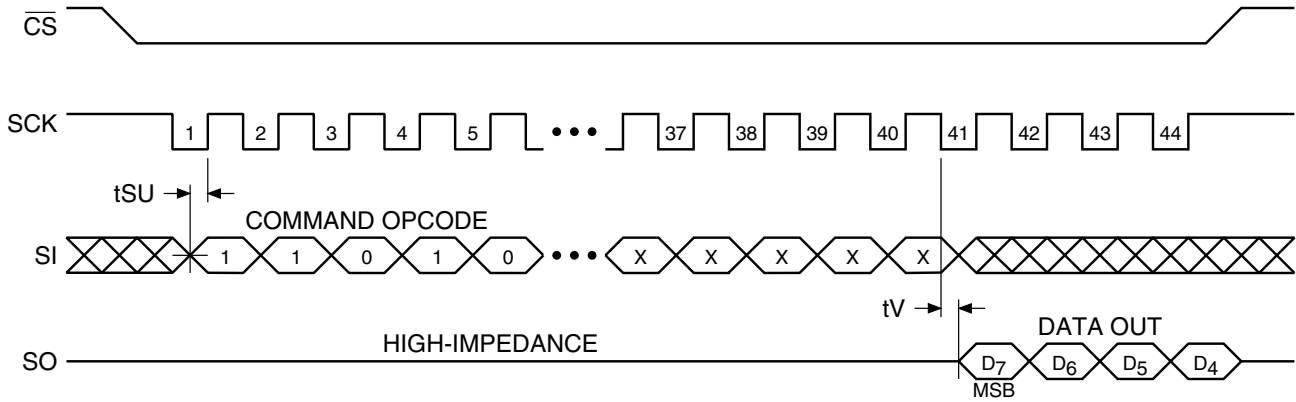 CS
SCK 1 2 3 4 5 ••• 37 38 39 40 41 42 43 44
tSU
COMMAND OPCODE
SI 1 1 0 1 0 ••• X X X X X
tV
HIGH-IMPEDANCE
DATA OUT
SO D7 D6 D5 D4
MSB